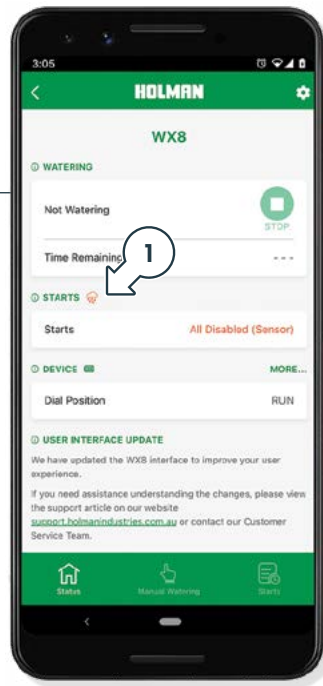 3:05
HOLMAN
WX8
WATERING
Not Watering
STOP
Time Remaining
1
- - -
STARTS
Starts All Disabled (Sensor)
DEVICE MORE...
Dial Position RUN
USER INTERFACE UPDATE
We have updated the WX8 interface to improve your user
experience.
If you need assistance understanding the changes, please view
the support article on our website
support.holmanindustries.com.au or contact our Customer
Service Team.
Status Manual Watering Starts